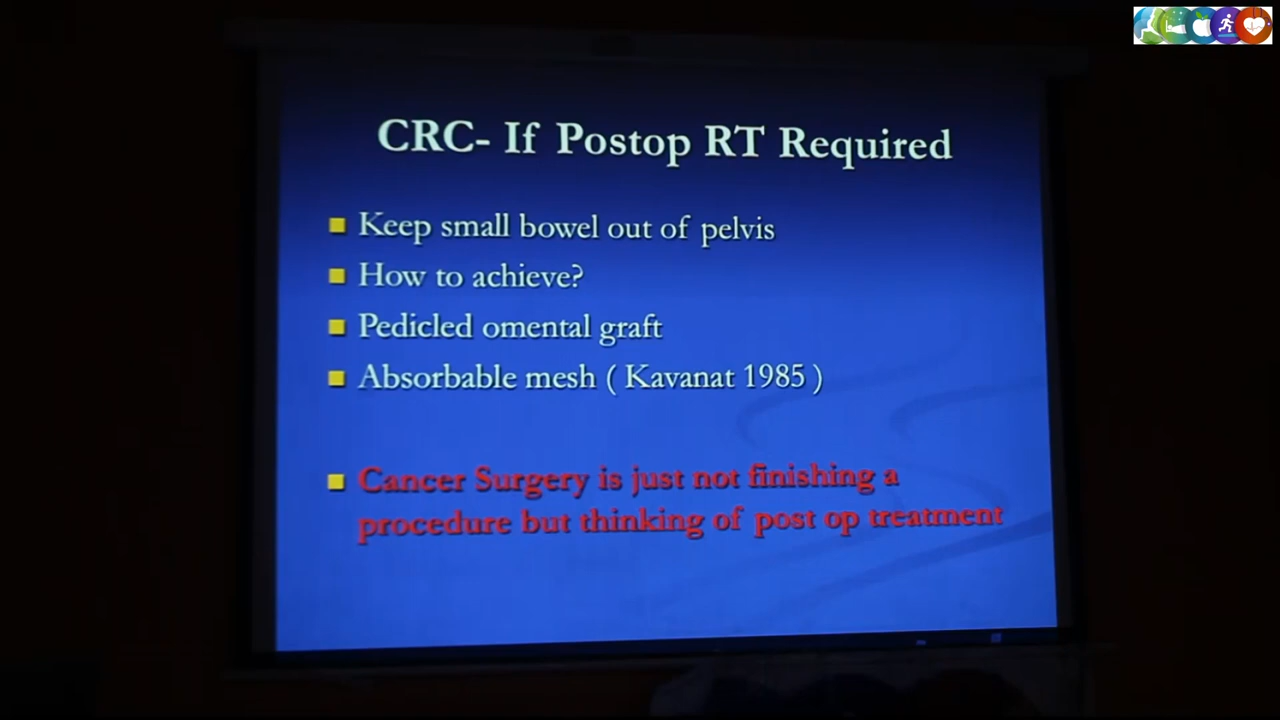 CRC- If Postop RT Required
Keep small bowel out of pelvis
How to achieve?
Pedicled omental graft
Absorbable mesh ( Kavanat 1985 )
Cancer Surgery is just not finishing a
procedure but thinking of post op treatment